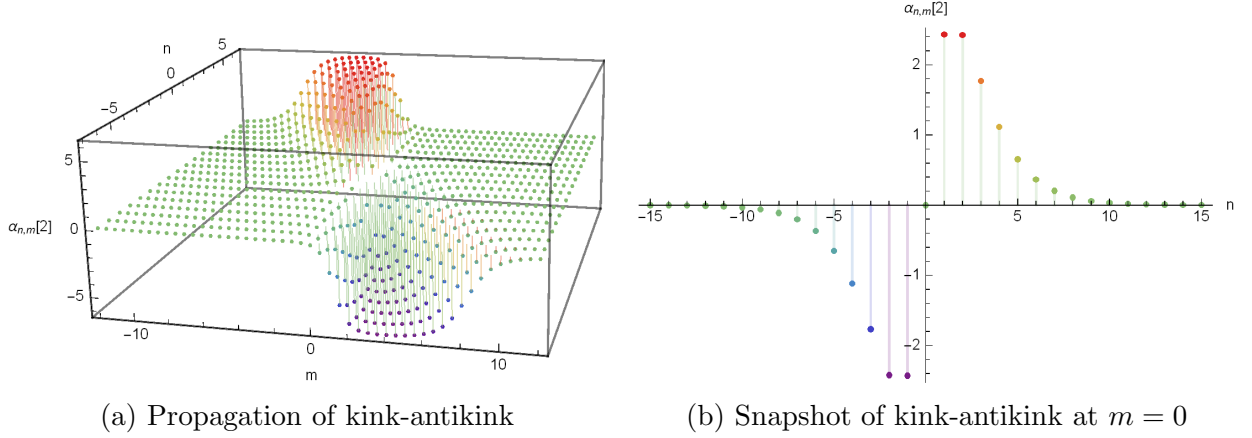 n
5
0
−5
5
0
−5
α_{n,m}[2]
−10
0
10
m
α_{n,m}[2]
2
1
−1
−2
−15
−10
−5
5
10
15
n
(a) Propagation of kink-antikink
(b) Snapshot of kink-antikink at m = 0